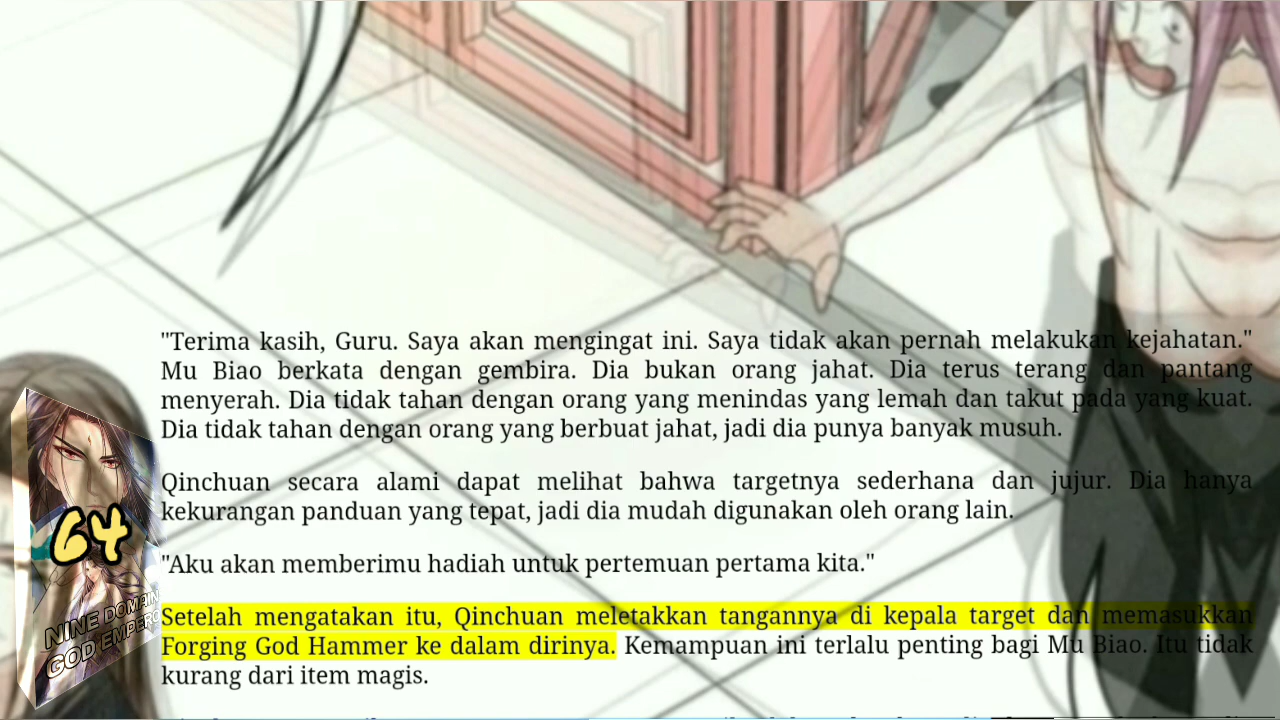 "Terima kasih, Guru. Saya akan mengingat ini. Saya tidak akan pernah melakukan kejahatan."
Mu Biao berkata dengan gembira. Dia bukan orang jahat. Dia terus terang dan pantang
menyerah. Dia tidak tahan dengan orang yang menindas yang lemah dan takut pada yang kuat.
Dia tidak tahan dengan orang yang berbuat jahat, jadi dia punya banyak musuh.
Qinchuan secara alami dapat melihat bahwa targetnya sederhana dan jujur. Dia hanya
kekurangan panduan yang tepat, jadi dia mudah digunakan oleh orang lain.
"Aku akan memberimu hadiah untuk pertemuan pertama kita."
Setelah mengatakan itu, Qinchuan meletakkan tangannya di kepala target dan memasukkan
Forging God Hammer ke dalam dirinya. Kemampuan ini terlalu penting bagi Mu Biao. Itu tidak
kurang dari item magis.
64
NINE DOMAIN
GOD EMPERO